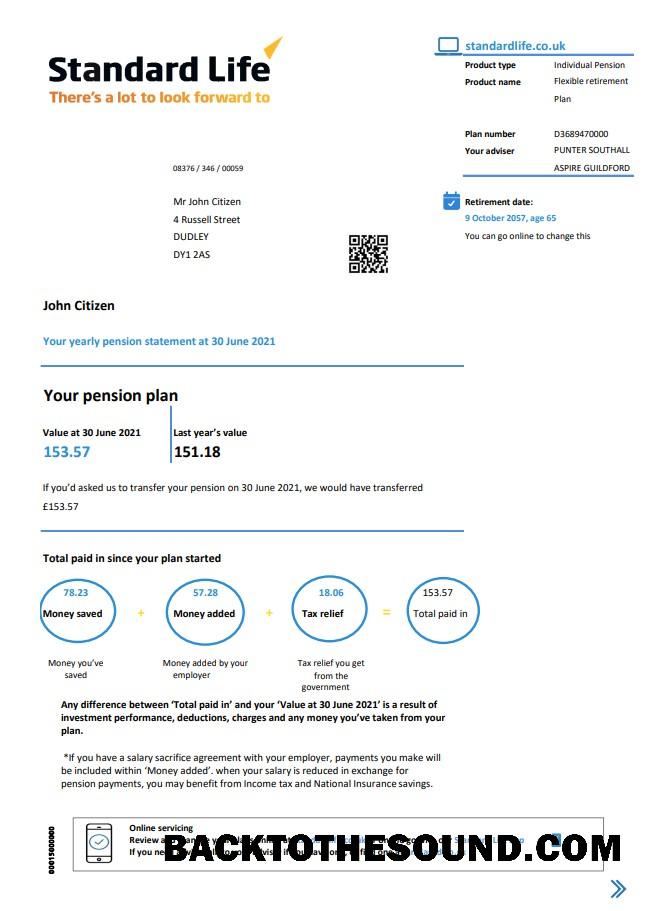 Standard Life
There's a lot to look forward to
standardlife.co.uk
Product type Individual Pension
Product name Flexible retirement
Plan
Plan number D3689470000
Your adviser PUNTER SOUTHALL
ASPIRE GUILDFORD
08376 / 346 / 00059
Mr John Citizen
4 Russell Street
DUDLEY
DY1 2AS
Retirement date:
9 October 2057, age 65
You can go online to change this
John Citizen
Your yearly pension statement at 30 June 2021
Your pension plan
Value at 30 June 2021 Last year's value
153.57 151.18
If you'd asked us to transfer your pension on 30 June 2021, we would have transferred
£153.57
Total paid in since your plan started
78.23 57.28 18.06 153.57
Money saved + Money added + Tax relief = Total paid in
Money you've Money added by your Tax relief you get
saved employer from the
government
Any difference between 'Total paid in' and your 'Value at 30 June 2021' is a result of
investment performance, deductions, charges and any money you've taken from your
plan.
*If you have a salary sacrifice agreement with your employer, payments you make will
be included within 'Money added'. when your salary is reduced in exchange for
pension payments, you may benefit from Income tax and National Insurance savings.
Online servicing
Review
If you need
BACKTOTHESOUND.COM